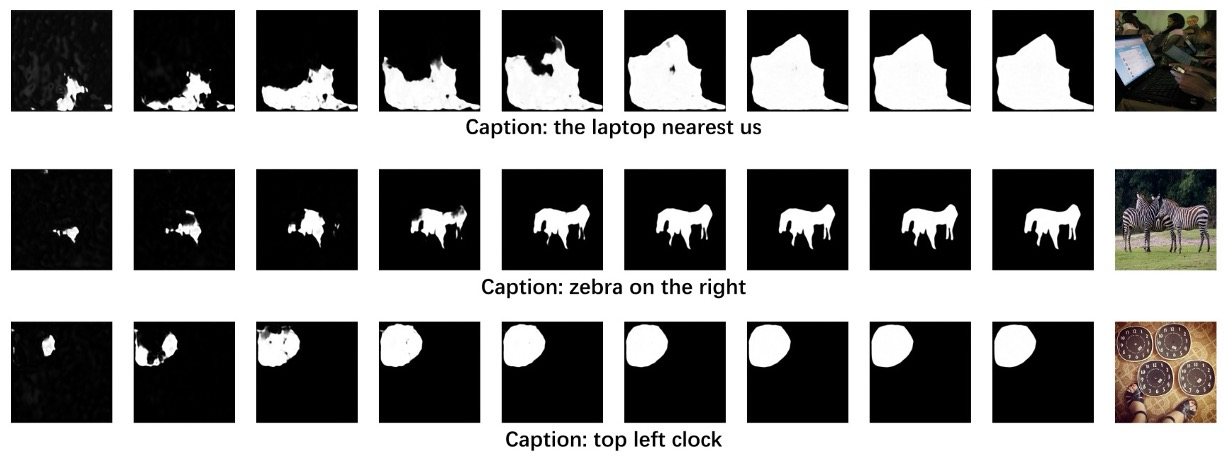 Caption: the laptop nearest us
Caption: zebra on the right
Caption: top left clock